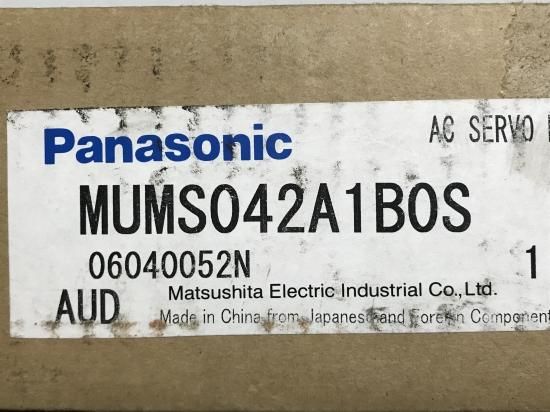 Panasonic
AC SERVO
MUMS042A1B0S
06040052N
1
AUD
Matsushita Electric Industrial Co.,Ltd.
Made in China from Japanese and Foreign Component